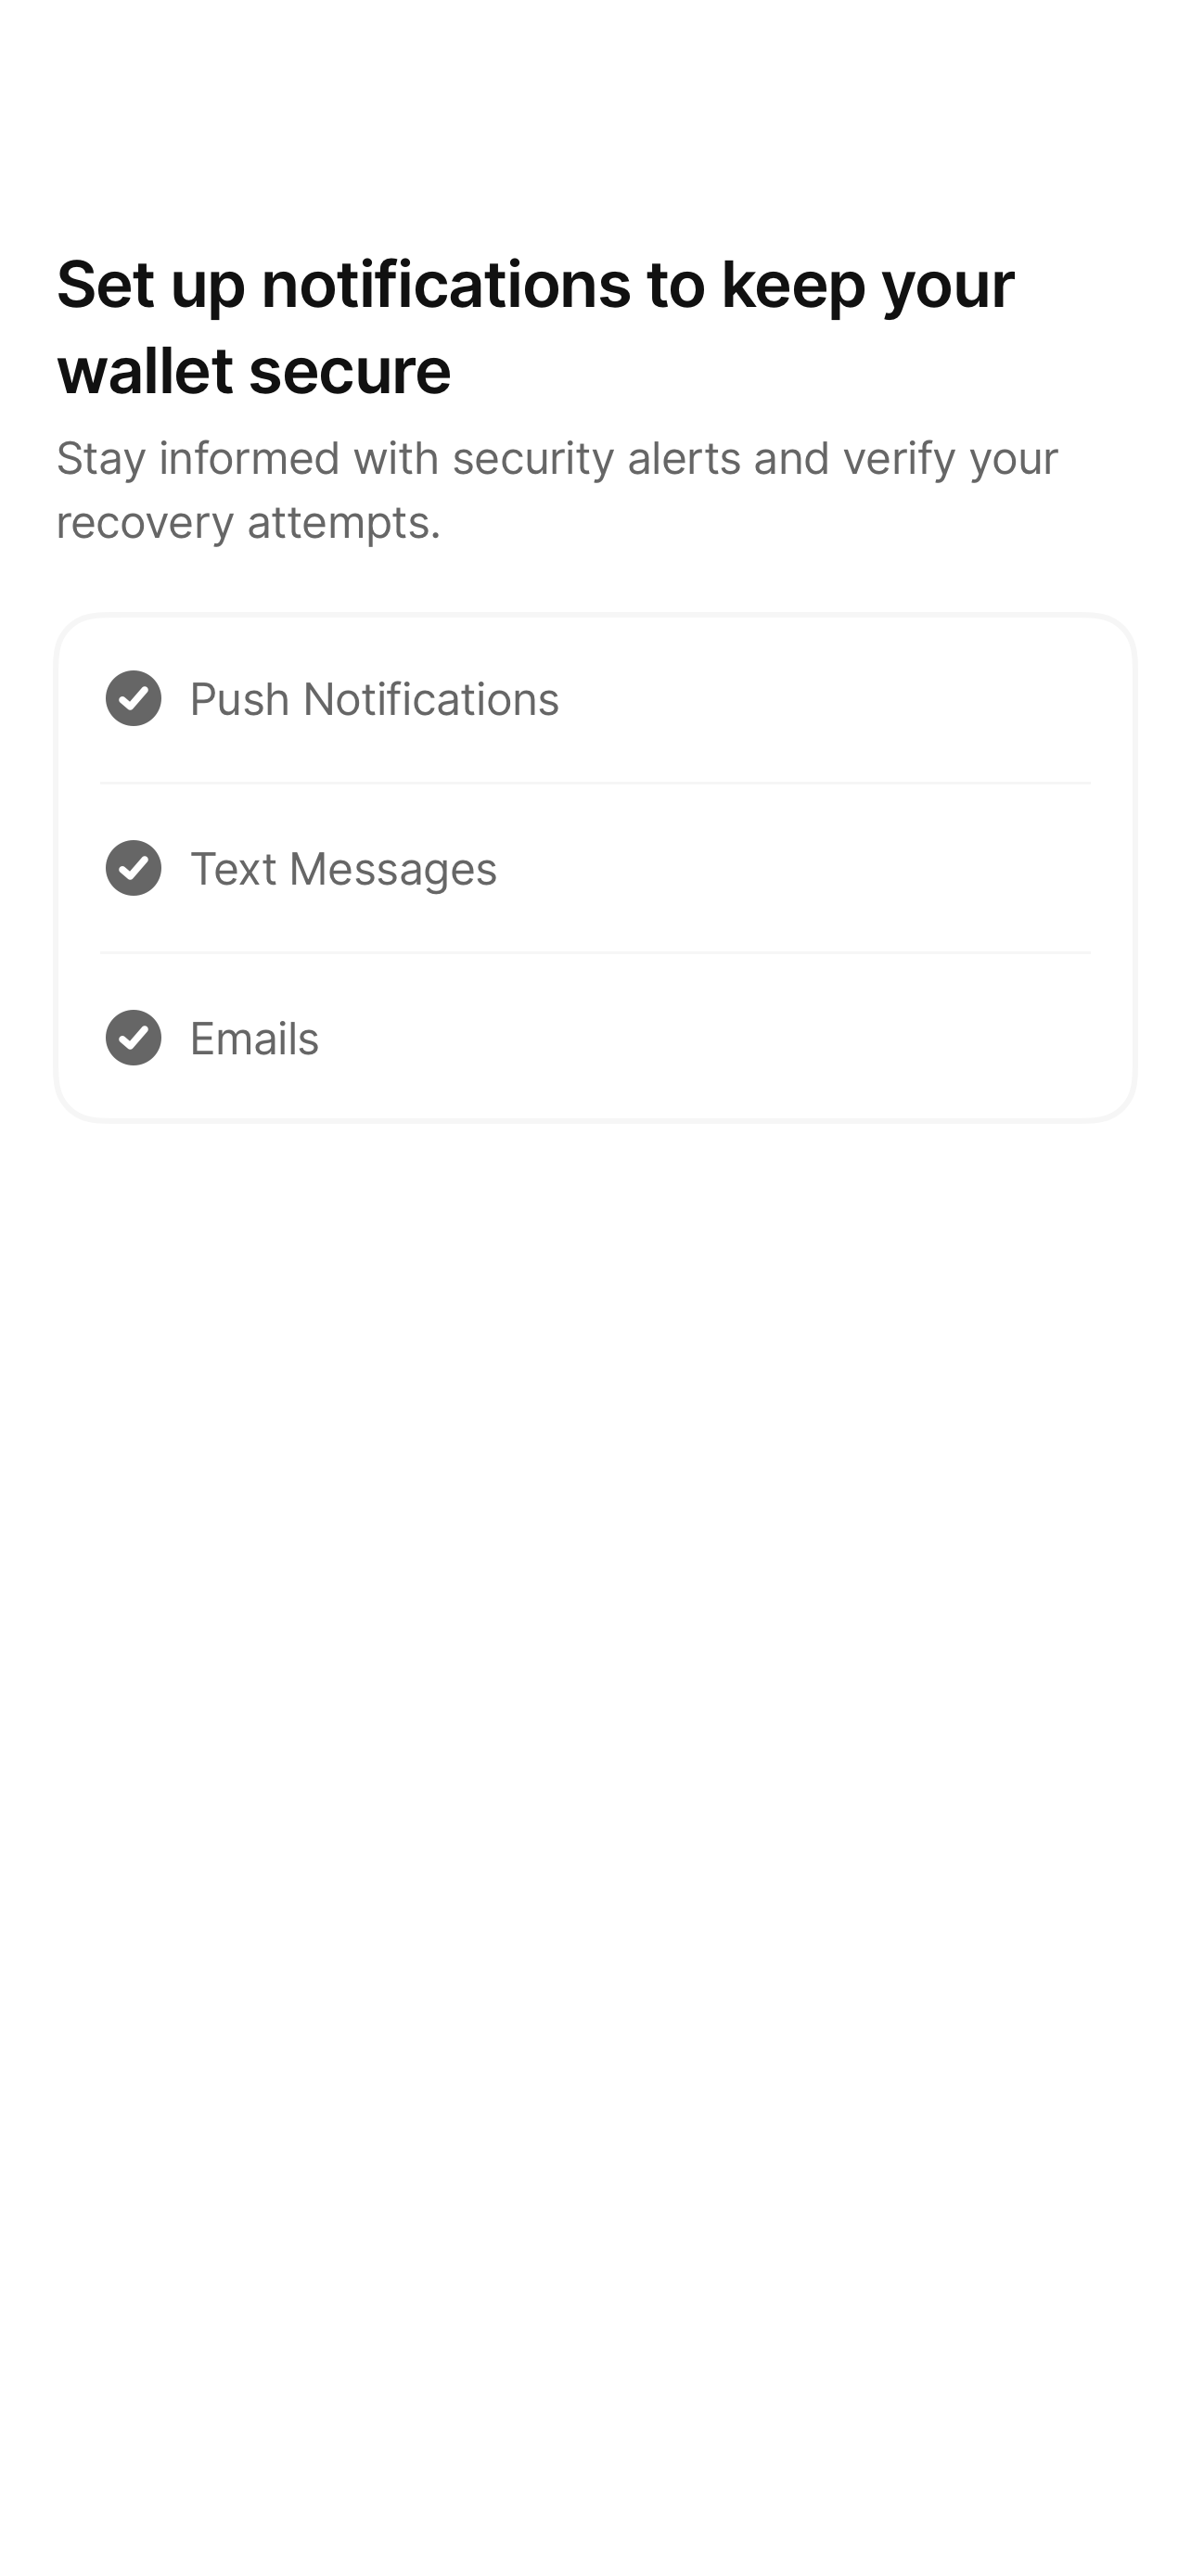 Set up notifications to keep your
wallet secure
Stay informed with security alerts and verify your
recovery attempts.
Push Notifications
Text Messages
Emails